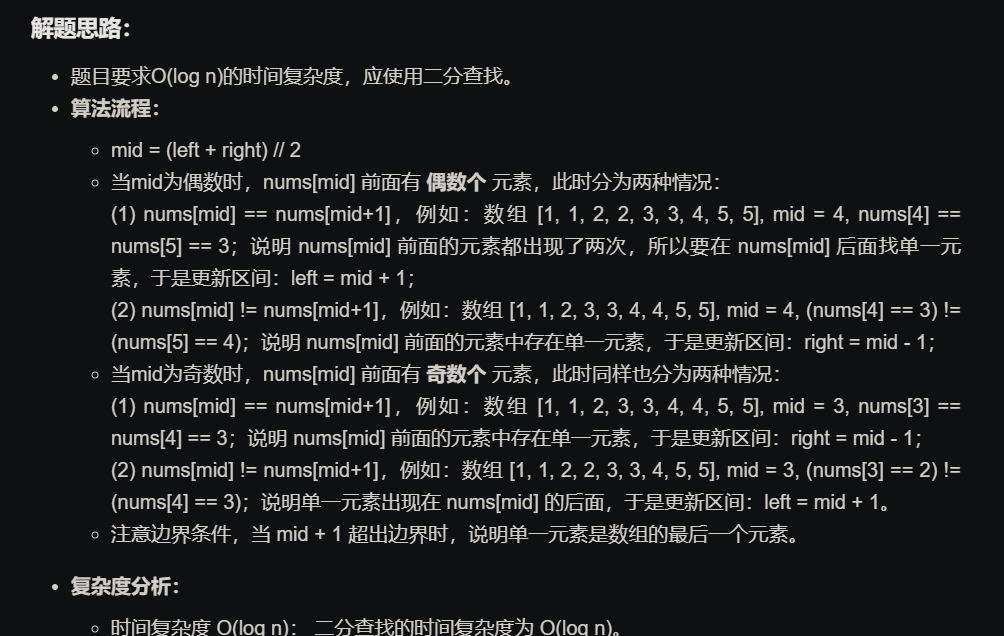 解题思路：
• 题目要求O(log n)的时间复杂度，应使用二分查找。
• 算法流程：
◦ mid = (left + right) // 2
◦ 当mid为偶数时，nums[mid] 前面有 偶数个 元素，此时分为两种情况：
(1) nums[mid] == nums[mid+1]，例如：数组 [1, 1, 2, 2, 3, 3, 4, 5, 5], mid = 4, nums[4] ==
nums[5] == 3；说明 nums[mid] 前面的元素都出现了两次，所以要在 nums[mid] 后面找单一元
素，于是更新区间：left = mid + 1；
(2) nums[mid] != nums[mid+1]，例如：数组 [1, 1, 2, 3, 3, 4, 4, 5, 5], mid = 4, (nums[4] == 3) !=
(nums[5] == 4)；说明 nums[mid] 前面的元素中存在单一元素，于是更新区间：right = mid - 1；
◦ 当mid为奇数时，nums[mid] 前面有 奇数个 元素，此时同样也分为两种情况：
(1) nums[mid] == nums[mid+1]，例如：数组 [1, 1, 2, 3, 3, 4, 4, 5, 5], mid = 3, nums[3] ==
nums[4] == 3；说明 nums[mid] 前面的元素中存在单一元素，于是更新区间：right = mid - 1；
(2) nums[mid] != nums[mid+1]，例如：数组 [1, 1, 2, 2, 3, 3, 4, 5, 5], mid = 3, (nums[3] == 2) !=
(nums[4] == 3)；说明单一元素出现在 nums[mid] 的后面，于是更新区间：left = mid + 1。
◦ 注意边界条件，当 mid + 1 超出边界时，说明单一元素是数组的最后一个元素。
• 复杂度分析：
◦ 时间复杂度 O(log n)： 二分查找的时间复杂度为 O(log n)。